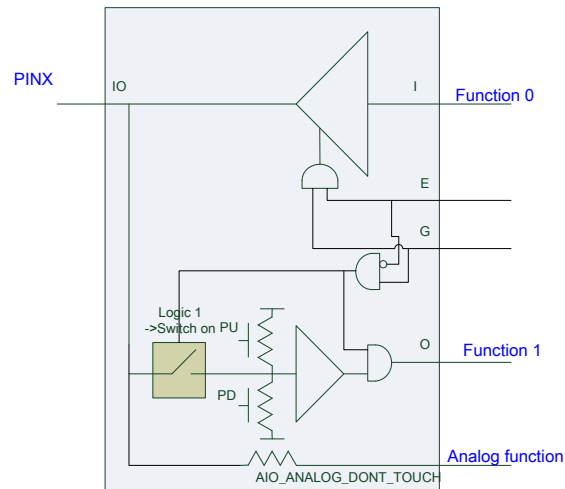 PINX
IO
I
Function 0
E
G
Logic 1
->Switch on
PU
O
Function 1
PD
Analog function
AIO_ANALOG_DONT_TOUCH